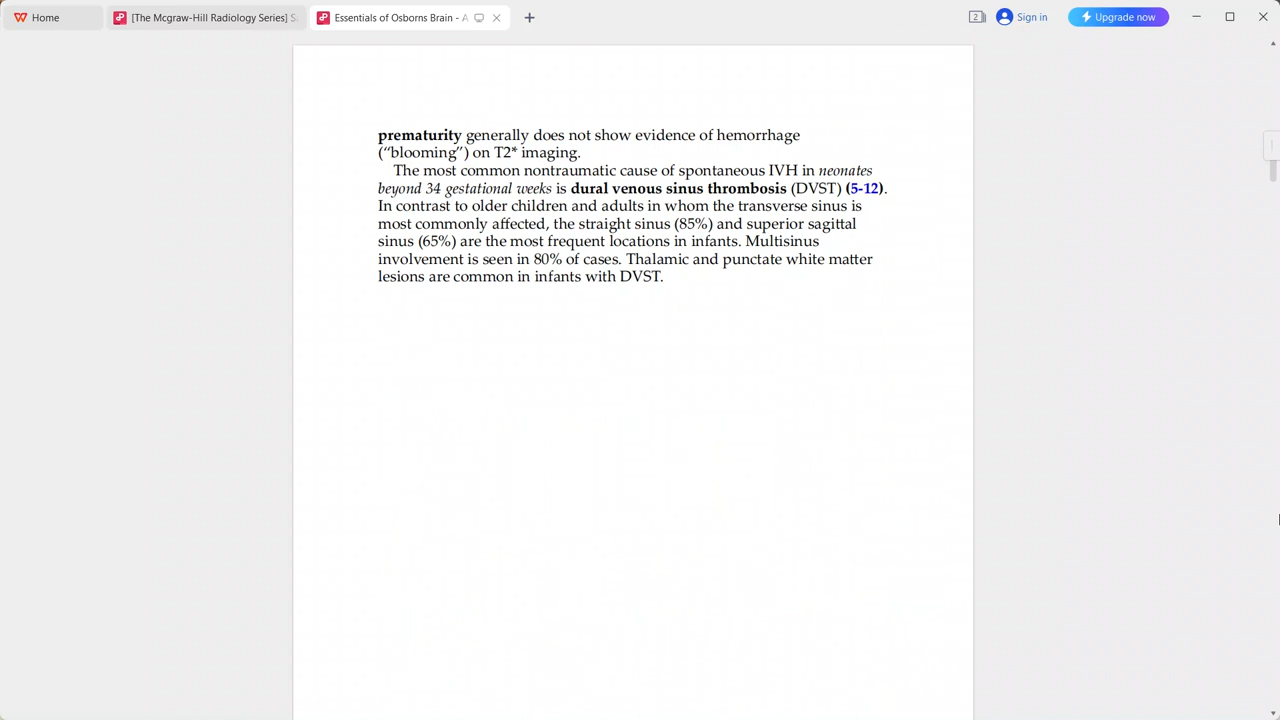 Home
[The Mcgraw-Hill Radiology Series] S
Essentials of Osborns Brain - A
2
Sign in
Upgrade now
prematurity generally does not show evidence of hemorrhage
(“blooming”) on T2* imaging.
The most common nontraumatic cause of spontaneous IVH in neonates
beyond 34 gestational weeks is dural venous sinus thrombosis (DVST) (5-12).
In contrast to older children and adults in whom the transverse sinus is
most commonly affected, the straight sinus (85%) and superior sagittal
sinus (65%) are the most frequent locations in infants. Multisinus
involvement is seen in 80% of cases. Thalamic and punctate white matter
lesions are common in infants with DVST.